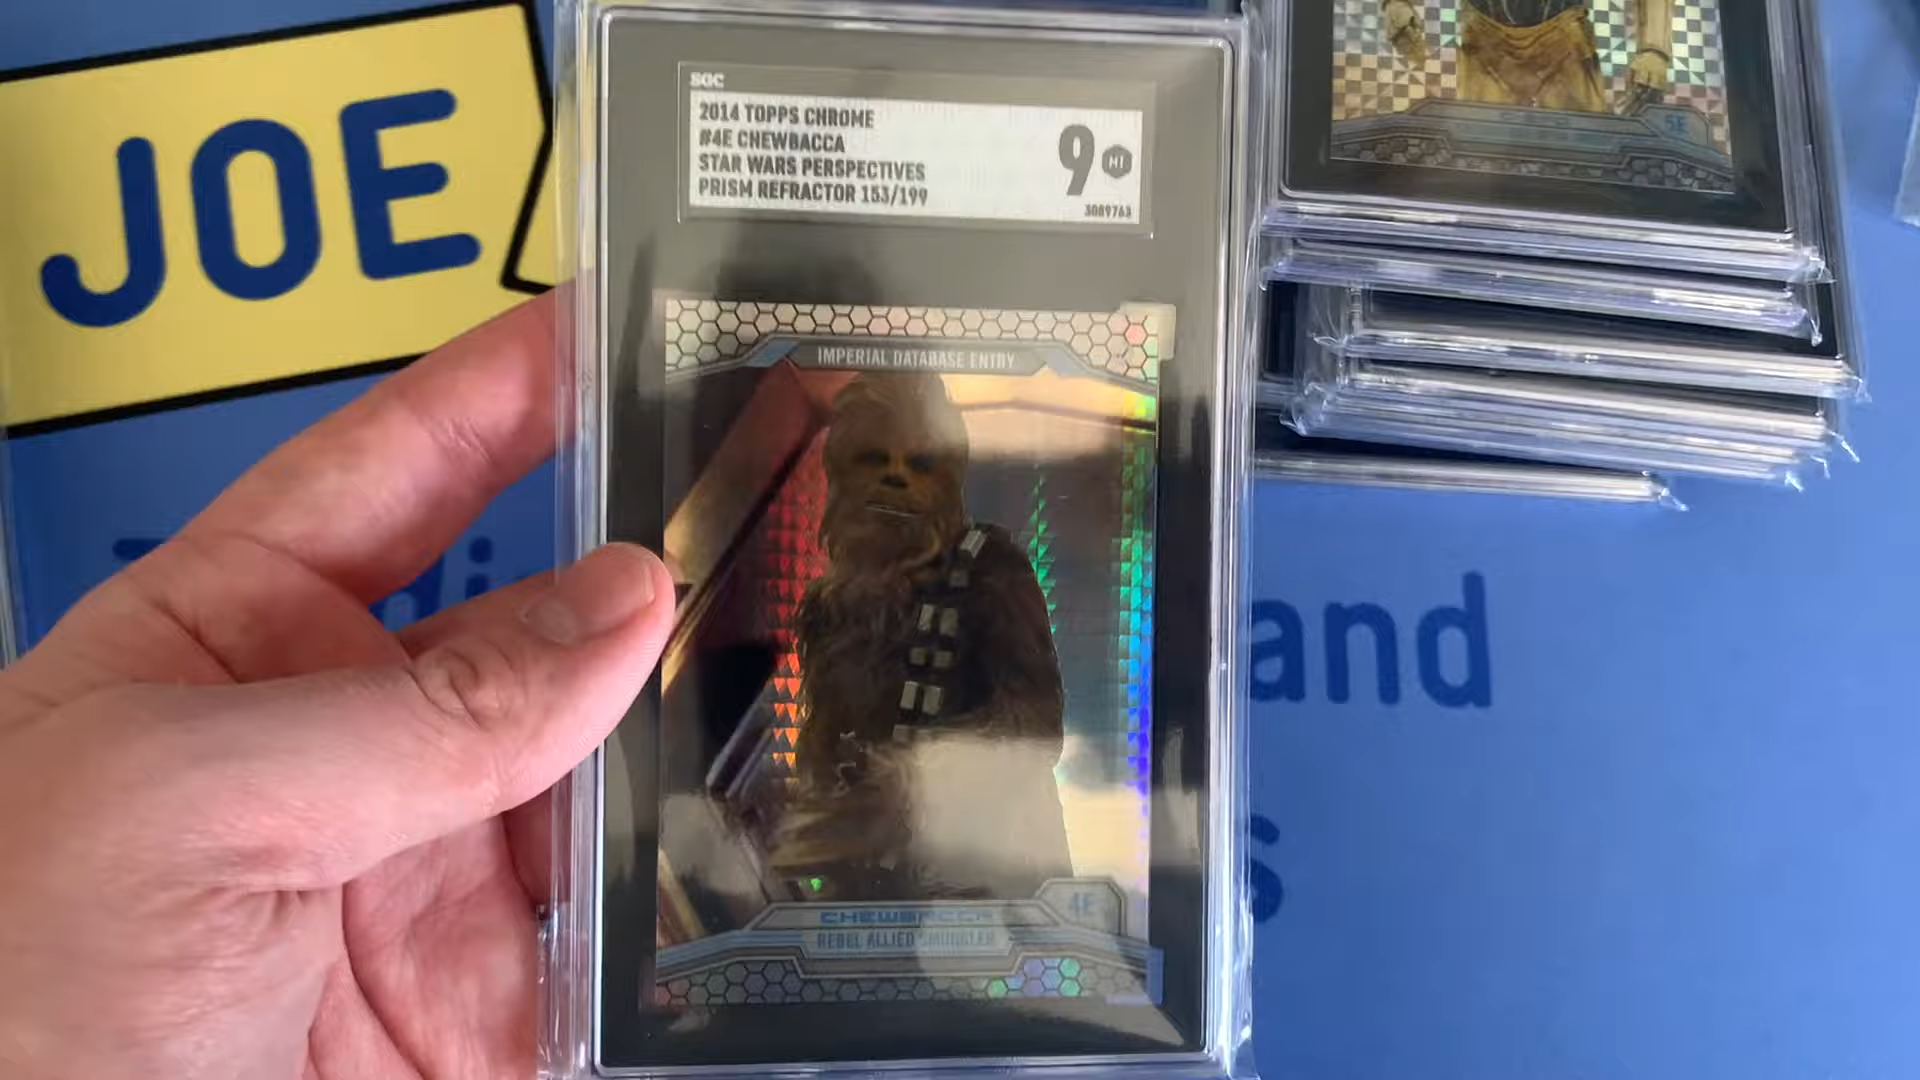 JOE
SGC
2014 TOPPS CHROME
#4E CHEWBACCA
STAR WARS PERSPECTIVES
PRISM REFRACTOR 153/199
9
MT
3089763
5E
IMPERIAL DATABASE ENTRY
and
S
4E
CHEWBACCA
REBEL ALLIED SMUGGLER